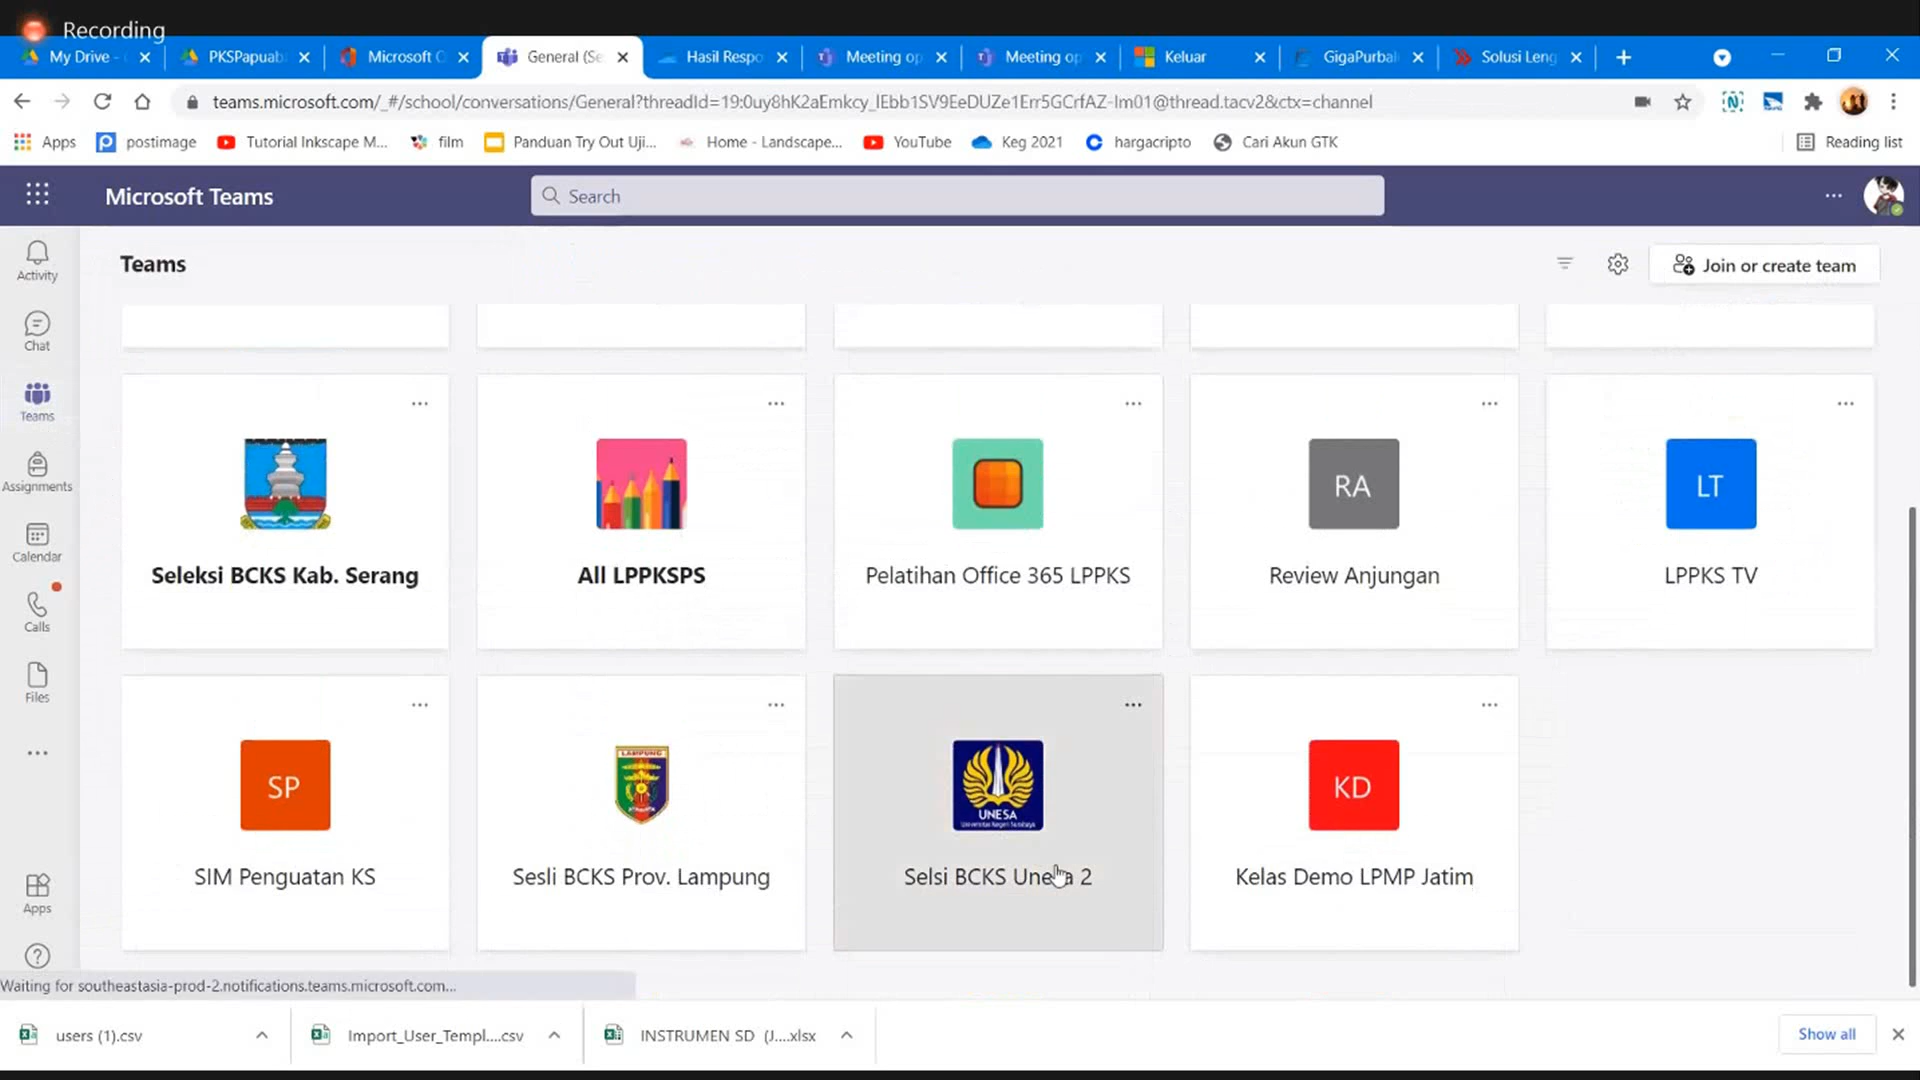 Recording
My Drive -
PKSPapuab
Microsoft O
General (Se
Hasil Respo
Meeting op
Meeting op
Keluar
GigaPurbal
Solusi Leng
teams.microsoft.com/_#/school/conversations/General?threadId=19:0uy8hK2aEmkcy_lEbb1SV9EeDUZe1Err5GCrfAZ-Im01@thread.tacv2&ctx=channel
Apps
postimage
Tutorial Inkscape M...
film
Panduan Try Out Uji...
Home - Landscape...
YouTube
Keg 2021
hargacripto
Cari Akun GTK
Reading list
Microsoft Teams
Search
Activity
Chat
Teams
Assignments
Calendar
Calls
Files
Apps
Teams
Join or create team
Seleksi BCKS Kab. Serang
All LPPKSPS
RA
LT
Pelatihan Office 365 LPPKS
Review Anjungan
LPPKS TV
SP
LAMPUNG
UNESA
KD
SIM Penguatan KS
Sesli BCKS Prov. Lampung
Selsi BCKS Unesa 2
Kelas Demo LPMP Jatim
Waiting for southeastasia-prod-2.notifications.teams.microsoft.com...
users (1).csv
Import_User_Templ....csv
INSTRUMEN SD (J....xlsx
Show all